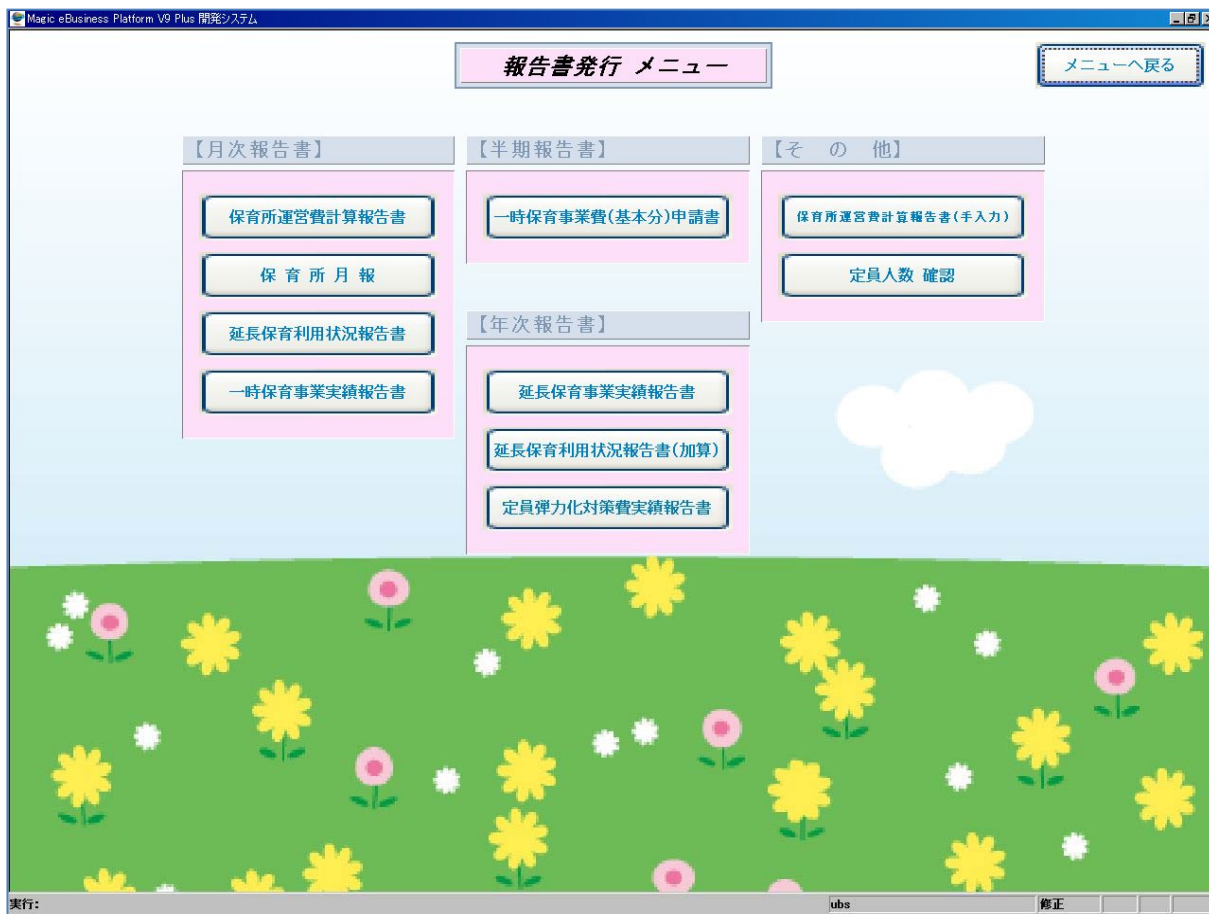 Magic eBusiness Platform V9 Plus 開発システム
報告書発行 メニュー
メニューへ戻る
【月次報告書】
保育所運営費計算報告書
保 育 所 月 報
延長保育利用状況報告書
一時保育事業実績報告書
【半期報告書】
一時保育事業費(基本分)申請書
【年次報告書】
延長保育事業実績報告書
延長保育利用状況報告書(加算)
定員弾力化対策費実績報告書
【そ の 他】
保育所運営費計算報告書(手入力)
定員人数 確認
実行:
ubs
修正